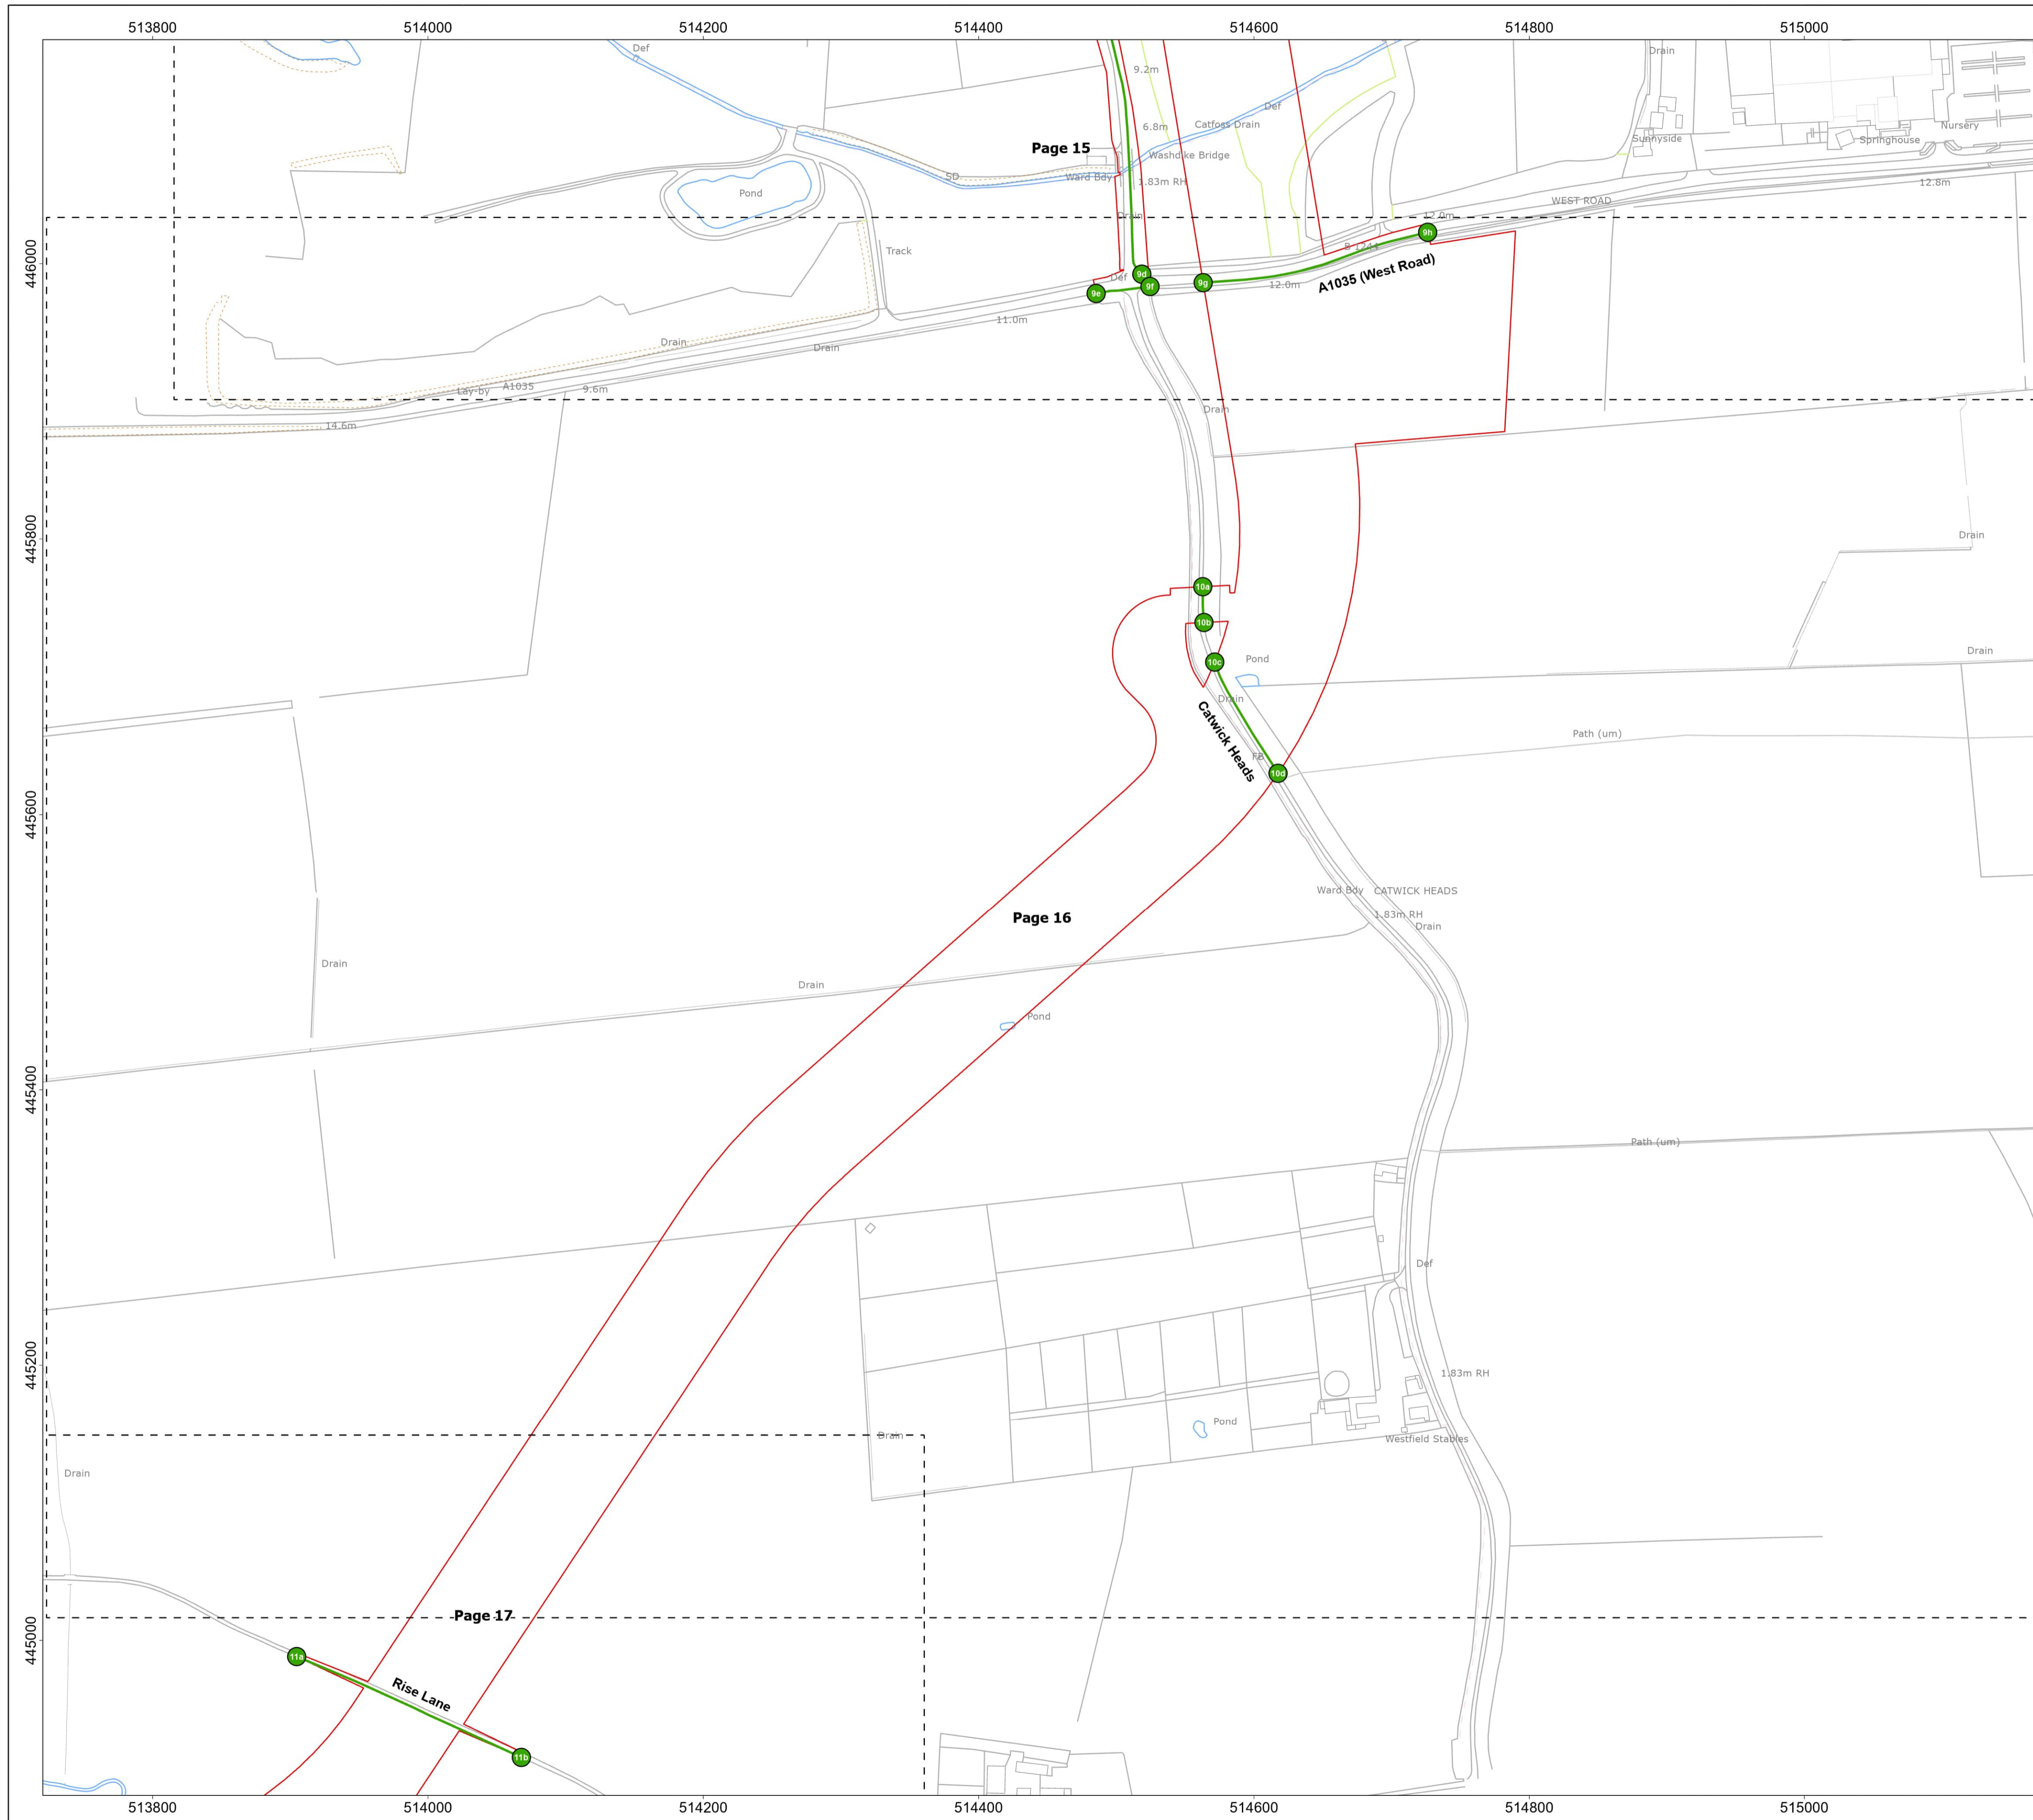 513800 514000 514200 514400 514600 514800 515000
Def
Drain
9.2m
Def
Catfoss Drain
6.8m
Nursery
Sunnyside
Springhouse
Page 15
Washdike Bridge
SD
Ward Bdy
1.83m RH
12.8m
Pond
WEST ROAD
Drain
12.0m
446000
Track
B 1244
9h
A1035 (West Road)
9d
Def
9f
9g
9e
12.0m
11.0m
Drain
Drain
Lay-by
A1035
9.6m
Drain
14.6m
445800
Drain
10a
10b
Drain
10c
Pond
Drain
Catwick Heads
Path (um)
FB
10d
445600
Ward Bdy
CATWICK HEADS
1.83m RH
Page 16
Drain
Drain
Drain
Pond
445400
Path (um)
Def
445200
1.83m RH
Pond
Drain
Westfield Stables
Drain
445000
Page 17
11a
Rise Lane
11b
513800 514000 514200 514400 514600 514800 515000